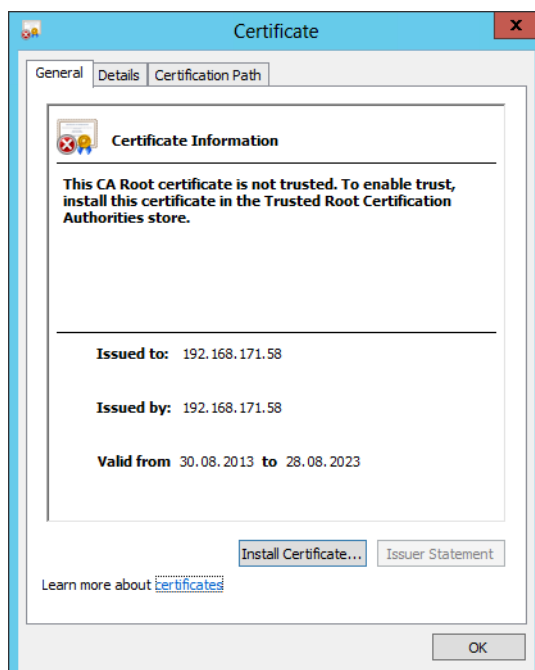 Certificate
x
General Details Certification Path
Certificate Information
This CA Root certificate is not trusted. To enable trust,
install this certificate in the Trusted Root Certification
Authorities store.
Issued to: 192.168.171.58
Issued by: 192.168.171.58
Valid from 30.08.2013 to 28.08.2023
Install Certificate... Issuer Statement
Learn more about certificates
OK